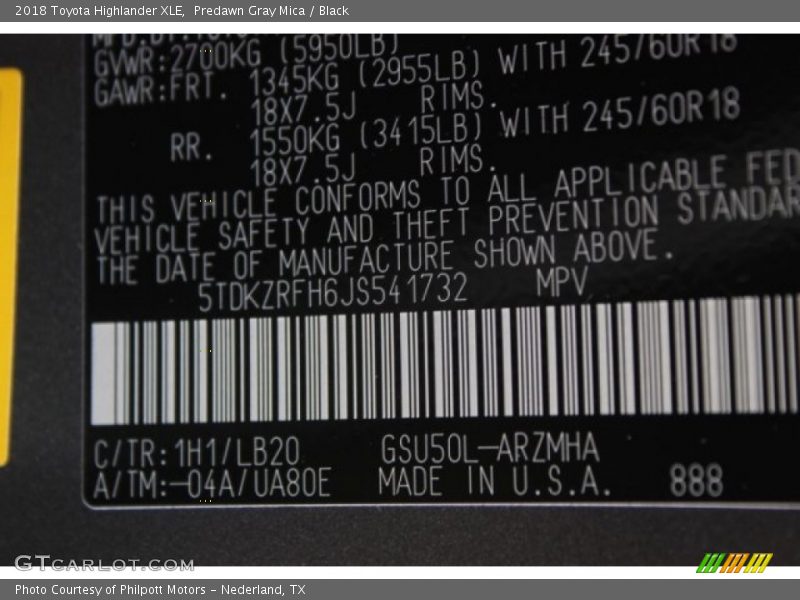 2018 Toyota Highlander XLE, Predawn Gray Mica / Black
GVWR:2700KG (5950LB)
GAWR:FRT. 1345KG (2955LB) WITH 245/60R18
18X7.5J RIMS.
RR. 1550KG (3415LB) WITH 245/60R18
18X7.5J RIMS.
THIS VEHICLE CONFORMS TO ALL APPLICABLE FED
VEHICLE SAFETY AND THEFT PREVENTION STANDAR
THE DATE OF MANUFACTURE SHOWN ABOVE.
5TDKZRFH6JS541732 MPV
C/TR:1H1/LB20 GSU50L-ARZMHA
A/TM:-04A/UA80E MADE IN U.S.A. 888
GTCARLOT.COM
Photo Courtesy of Philpott Motors - Nederland, TX